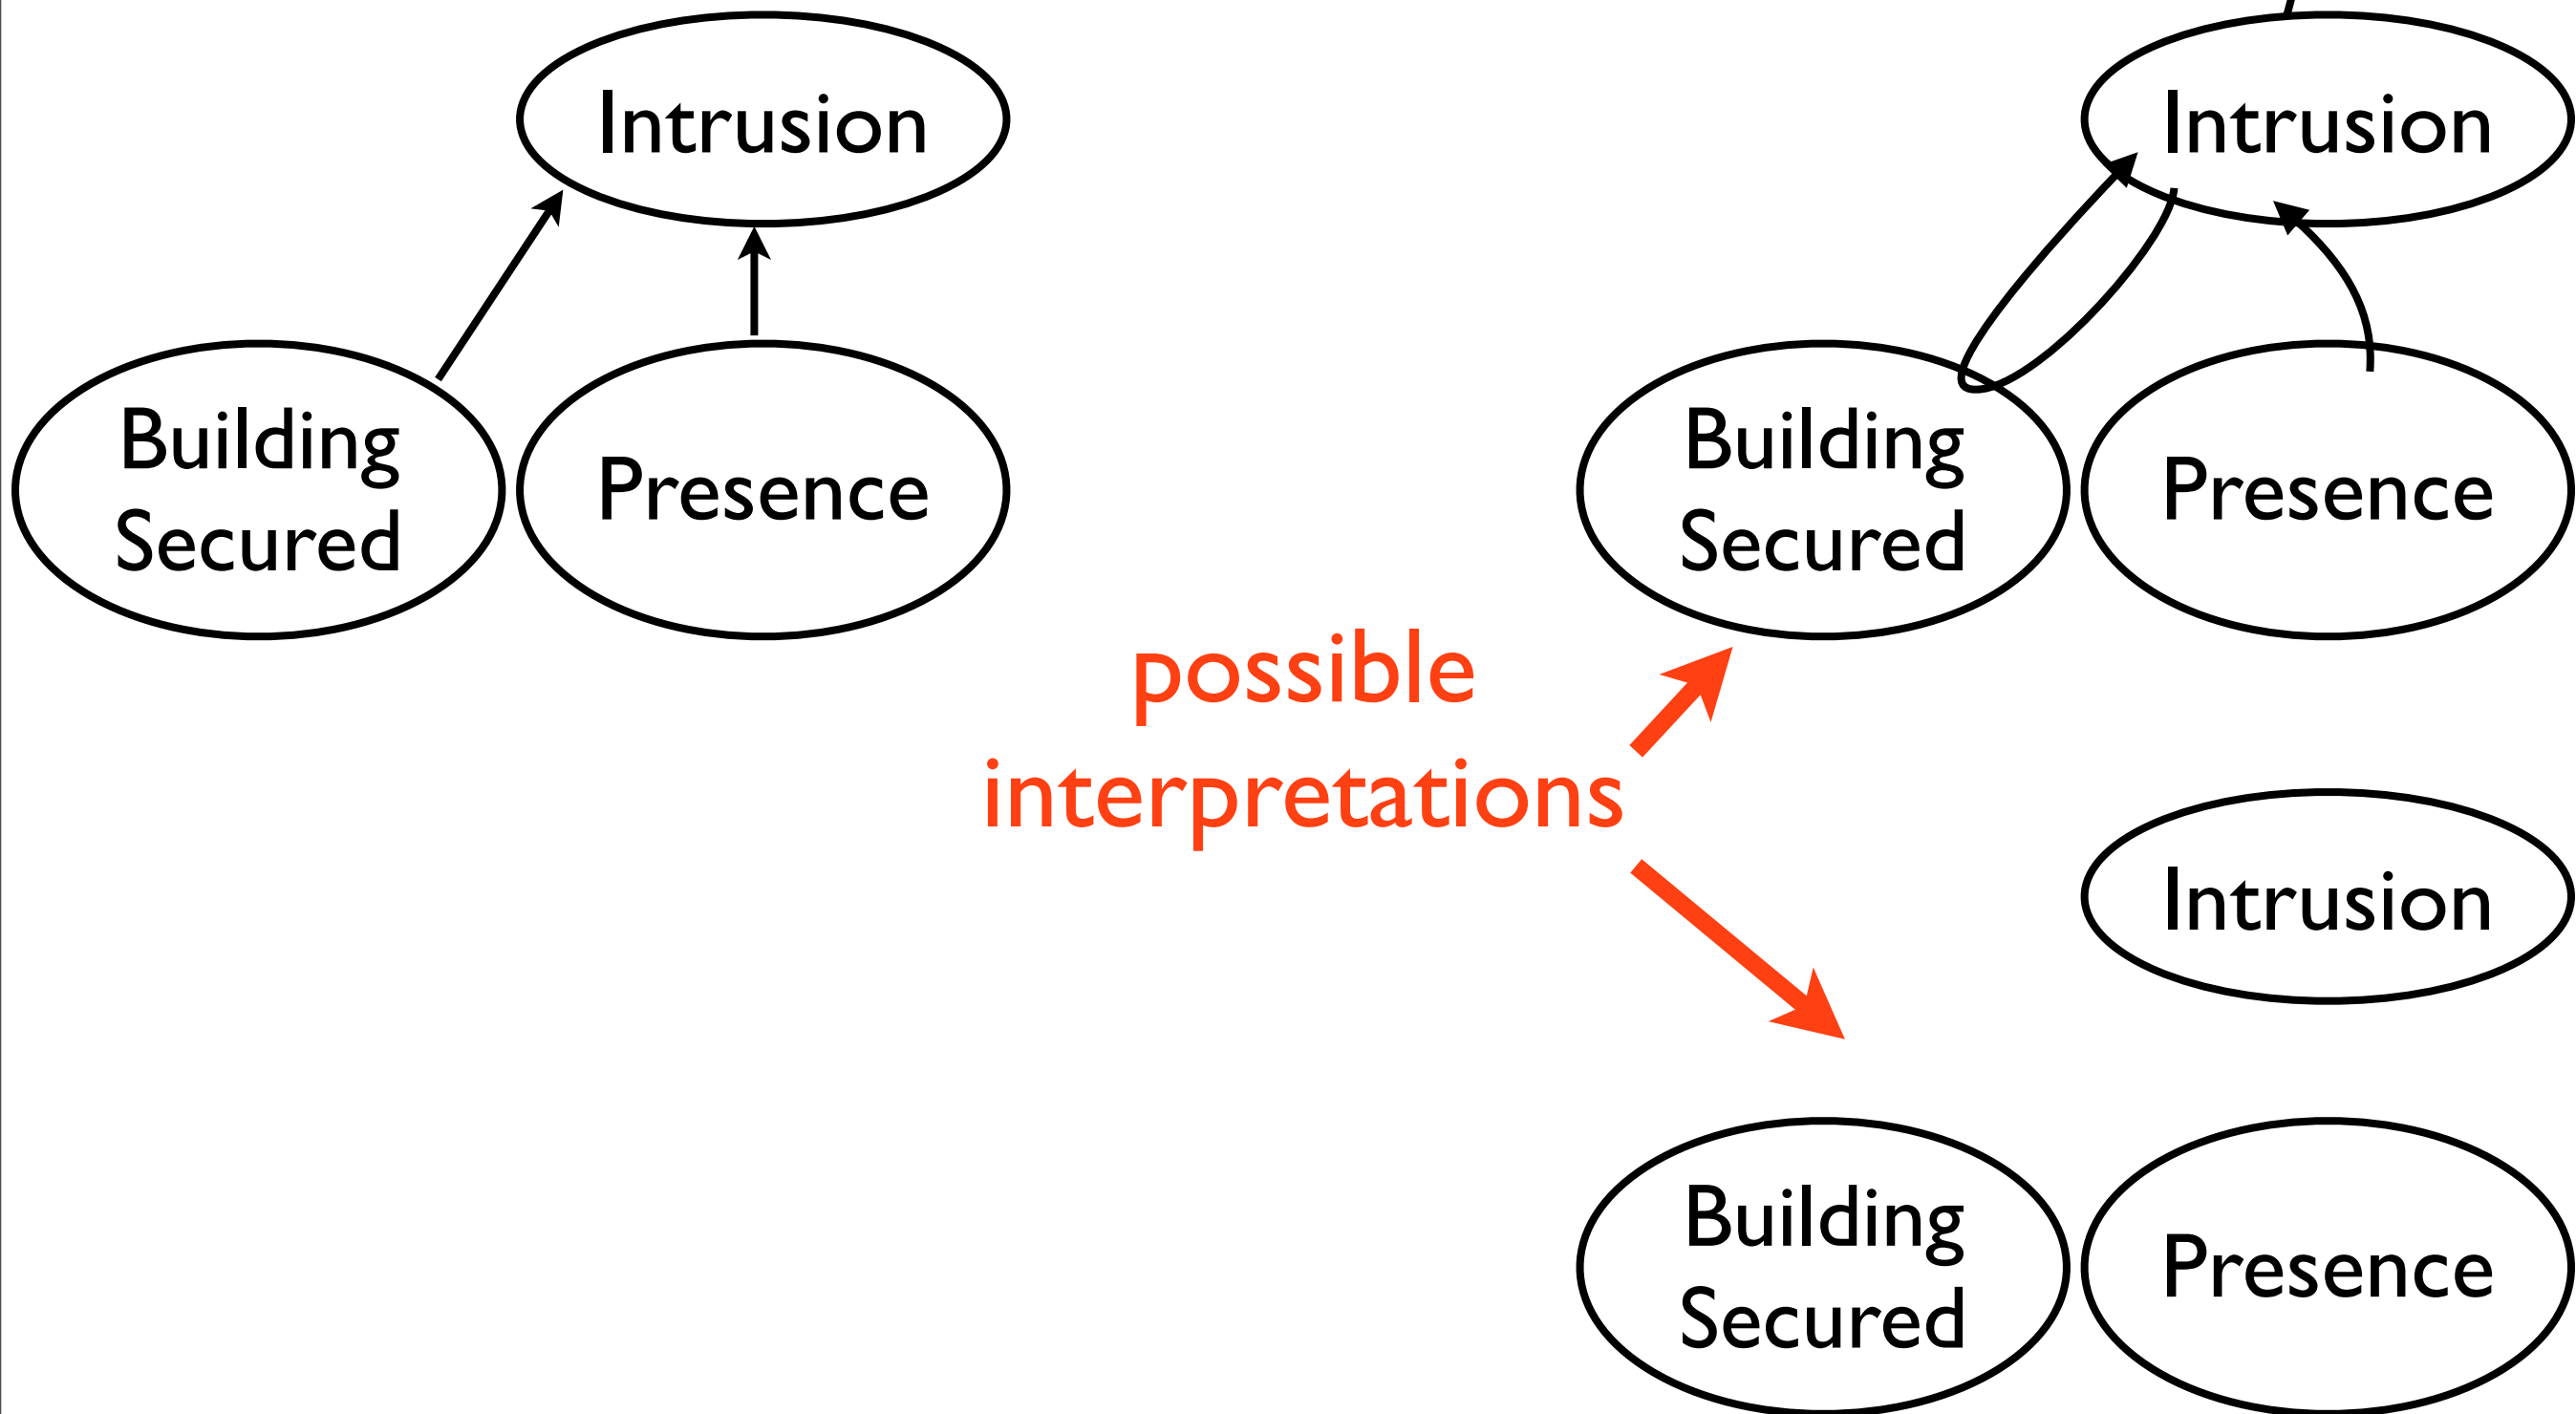 Intrusion
Building
Secured
Presence
Intrusion
Building
Secured
Presence
possible
interpretations
Intrusion
Building
Secured
Presence